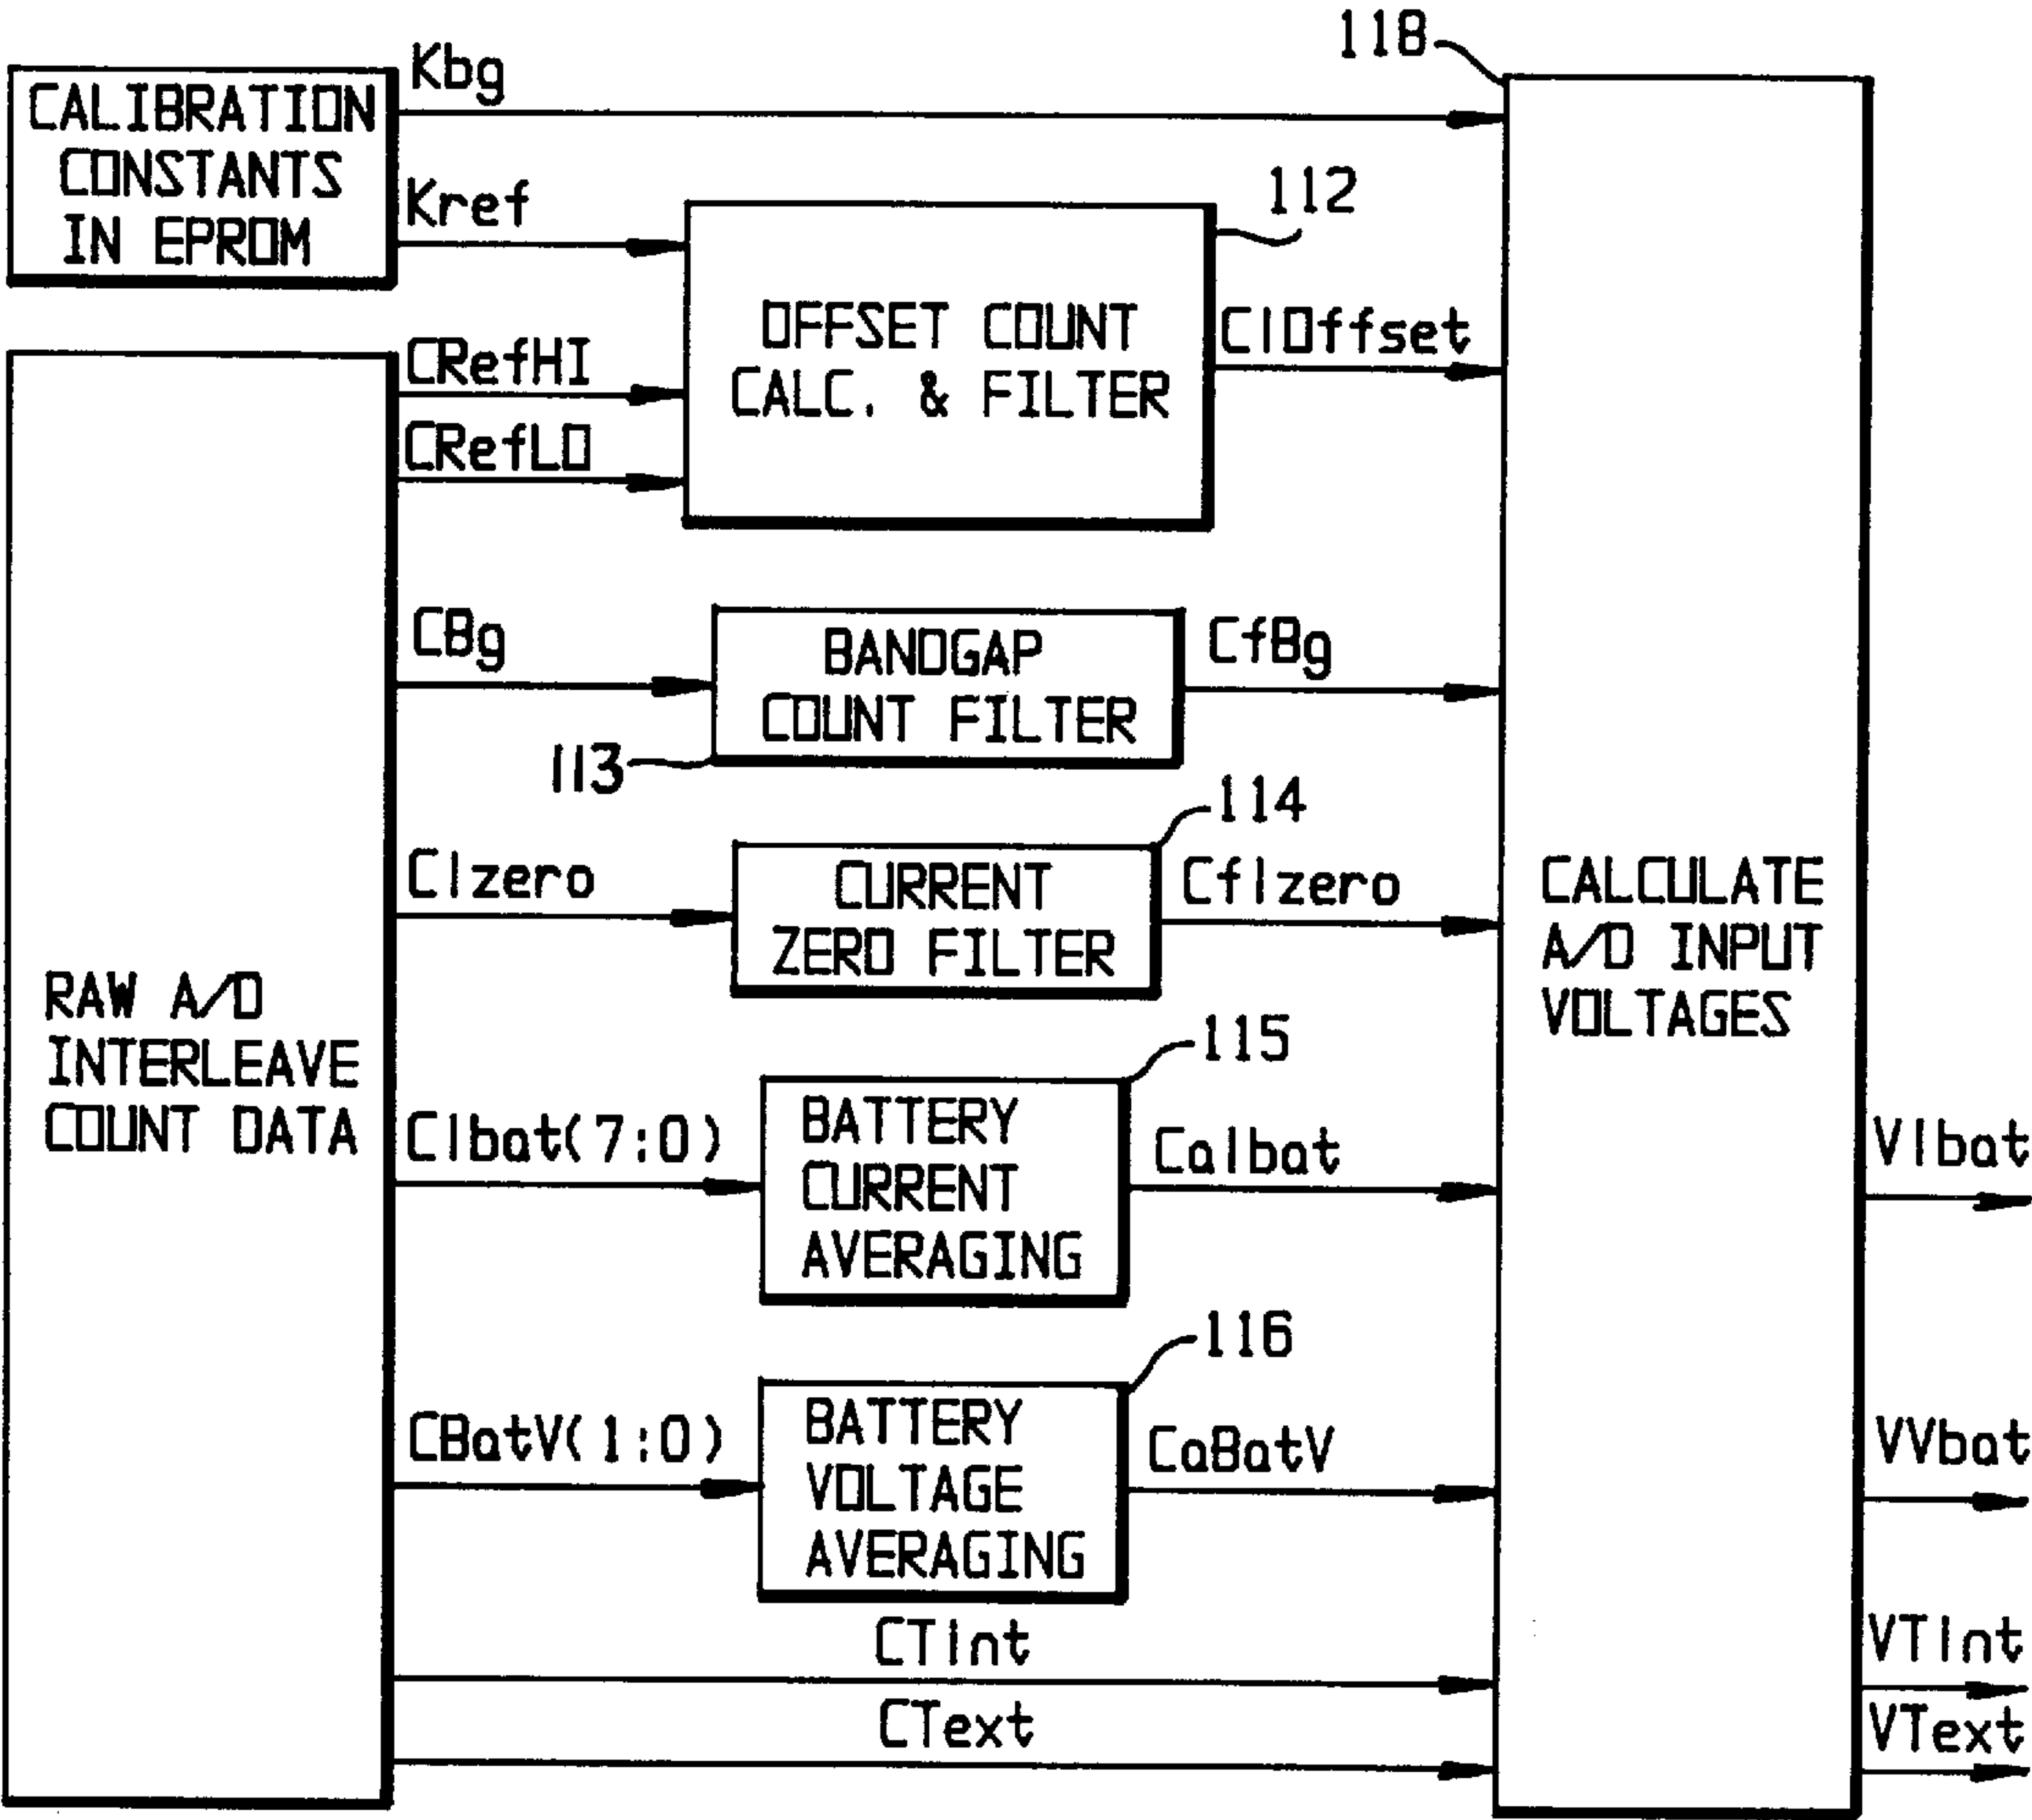 Kbg
118
CALIBRATION
CONSTANTS
IN EPROM
Kref
112
OFFSET COUNT
CALC. & FILTER
CIOffset
CRefHI
CRefLO
RAW A/D
INTERLEAVE
COUNT DATA
CBg
BANDGAP
COUNT FILTER
CfBg
113
114
CIzero
CURRENT
ZERO FILTER
CfIzero
CALCULATE
A/D INPUT
VOLTAGES
115
CIbat(7:0)
BATTERY
CURRENT
AVERAGING
CaIbat
VIbat
116
CBatV(1:0)
BATTERY
VOLTAGE
AVERAGING
CaBatV
VVbat
CTInt
VTInt
CText
VText